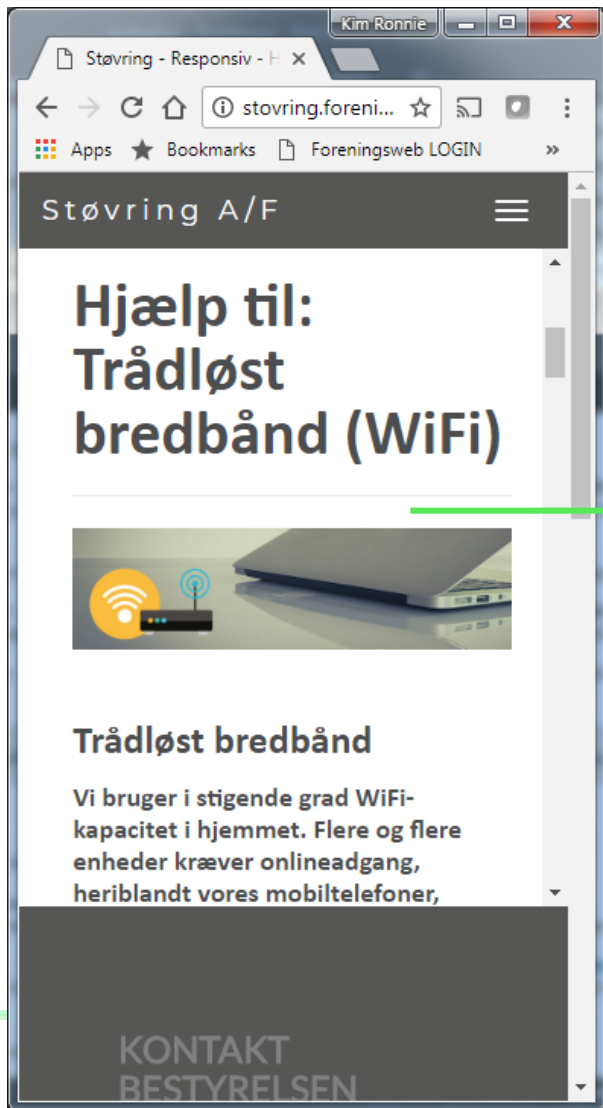 Kim Ronnie
Støvring - Responsiv - H
stovring.foreni...
Apps Bookmarks Foreningsweb LOGIN »
Støvring A/F
Hjælp til:
Trådløst
bredbånd (WiFi)
Trådløst bredbånd
Vi bruger i stigende grad WiFi-
kapacitet i hjemmet. Flere og flere
enheder kræver onlineadgang,
heriblandt vores mobiltelefoner,
KONTAKT
BESTYRELSEN